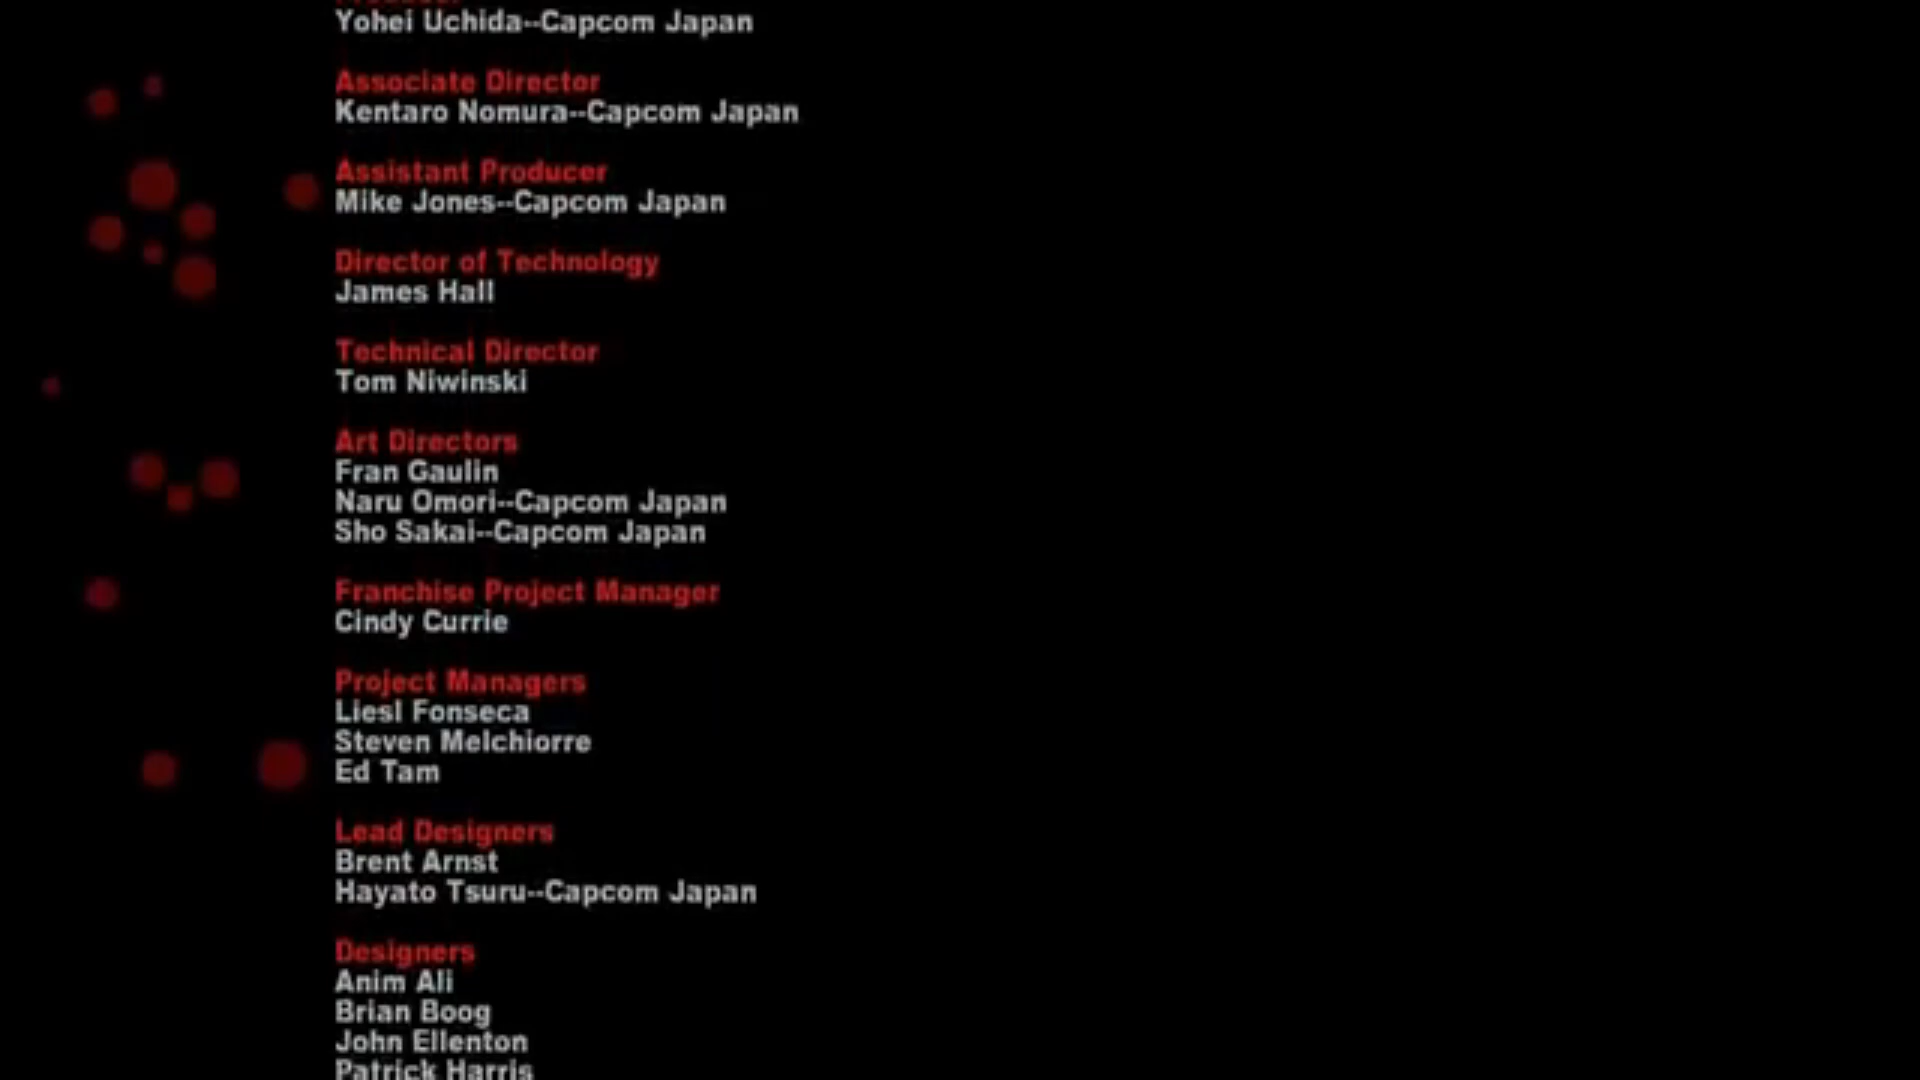 Producer
Yohei Uchida--Capcom Japan
Associate Director
Kentaro Nomura--Capcom Japan
Assistant Producer
Mike Jones--Capcom Japan
Director of Technology
James Hall
Technical Director
Tom Niwinski
Art Directors
Fran Gaulin
Naru Omori--Capcom Japan
Sho Sakai--Capcom Japan
Franchise Project Manager
Cindy Currie
Project Managers
Liesl Fonseca
Steven Melchiorre
Ed Tam
Lead Designers
Brent Arnst
Hayato Tsuru--Capcom Japan
Designers
Anim Ali
Brian Boog
John Ellenton
Patrick Harris